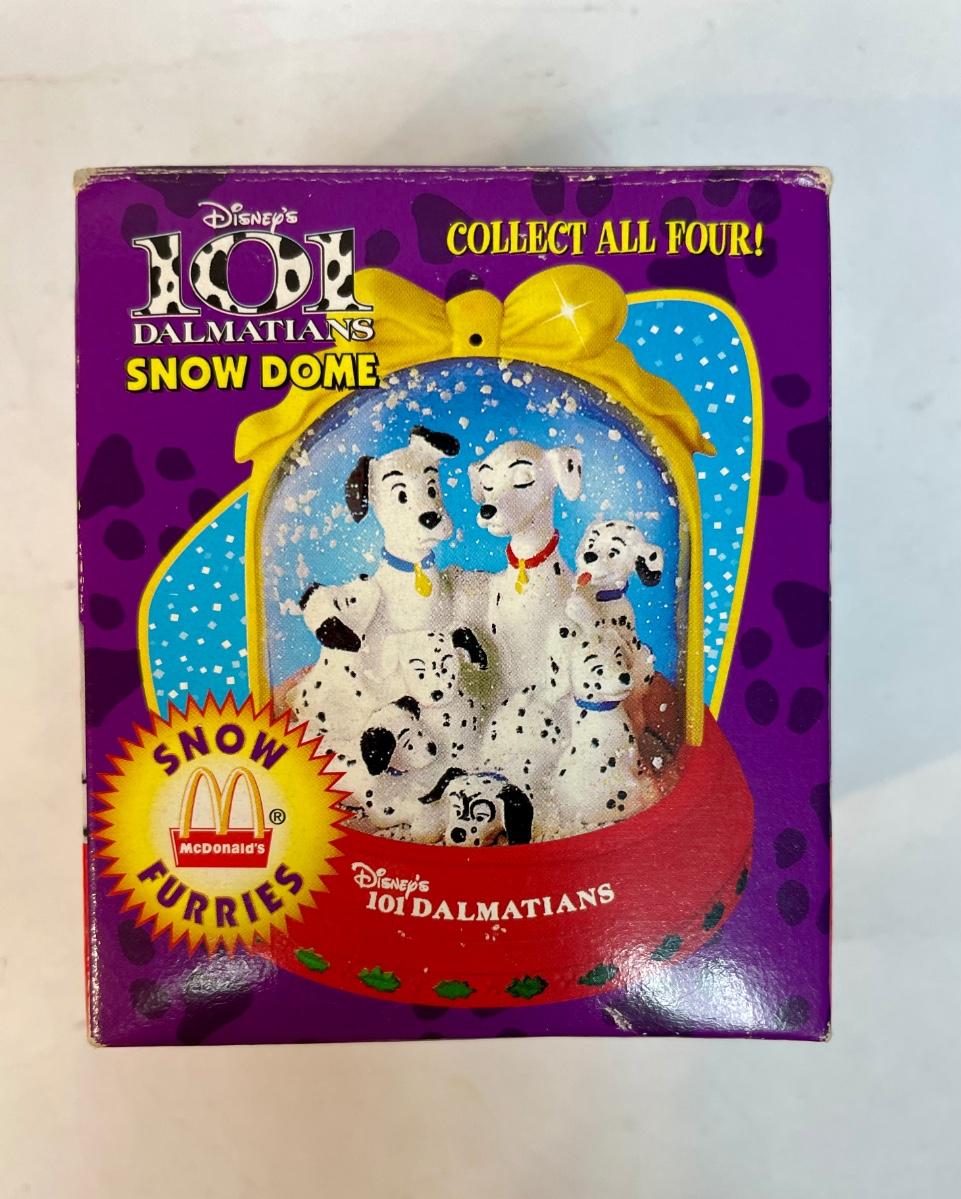 Disney's
101
DALMATIANS
SNOW DOME
COLLECT ALL FOUR!
SNOW
McDonald's ®
FURRIES
Disney's
101 DALMATIANS